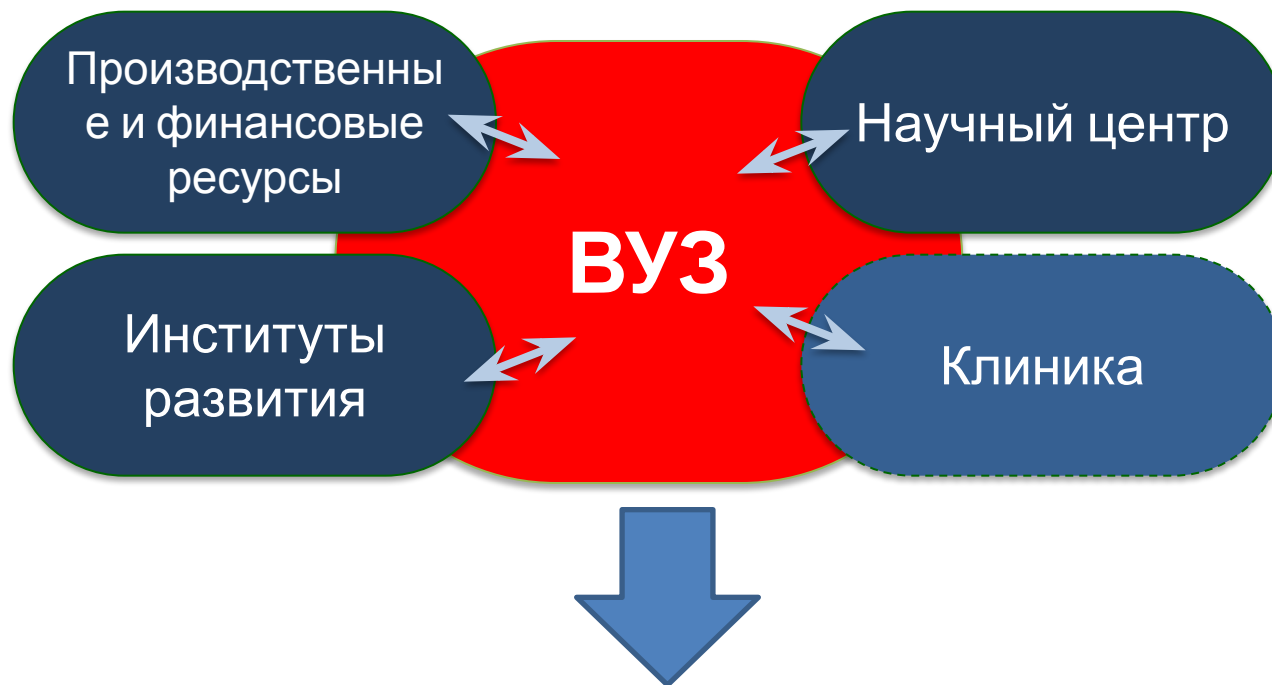 Производственны
е и финансовые
ресурсы
Научный центр
ВУЗ
Институты
развития
Клиника